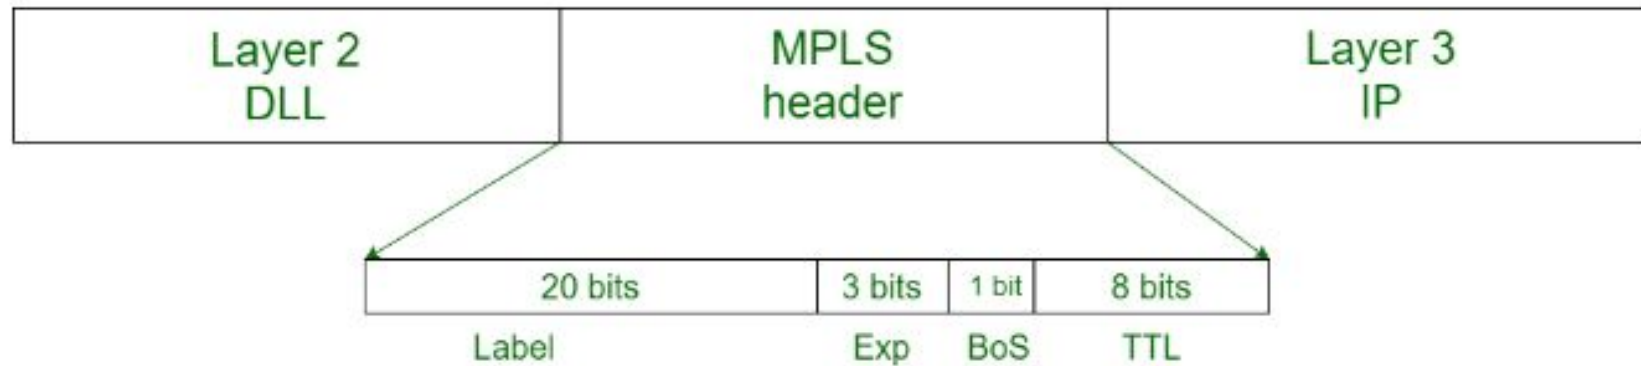 Layer 2
DLL
MPLS
header
Layer 3
IP
20 bits
3 bits
1 bit
8 bits
Label
Exp
BoS
TTL